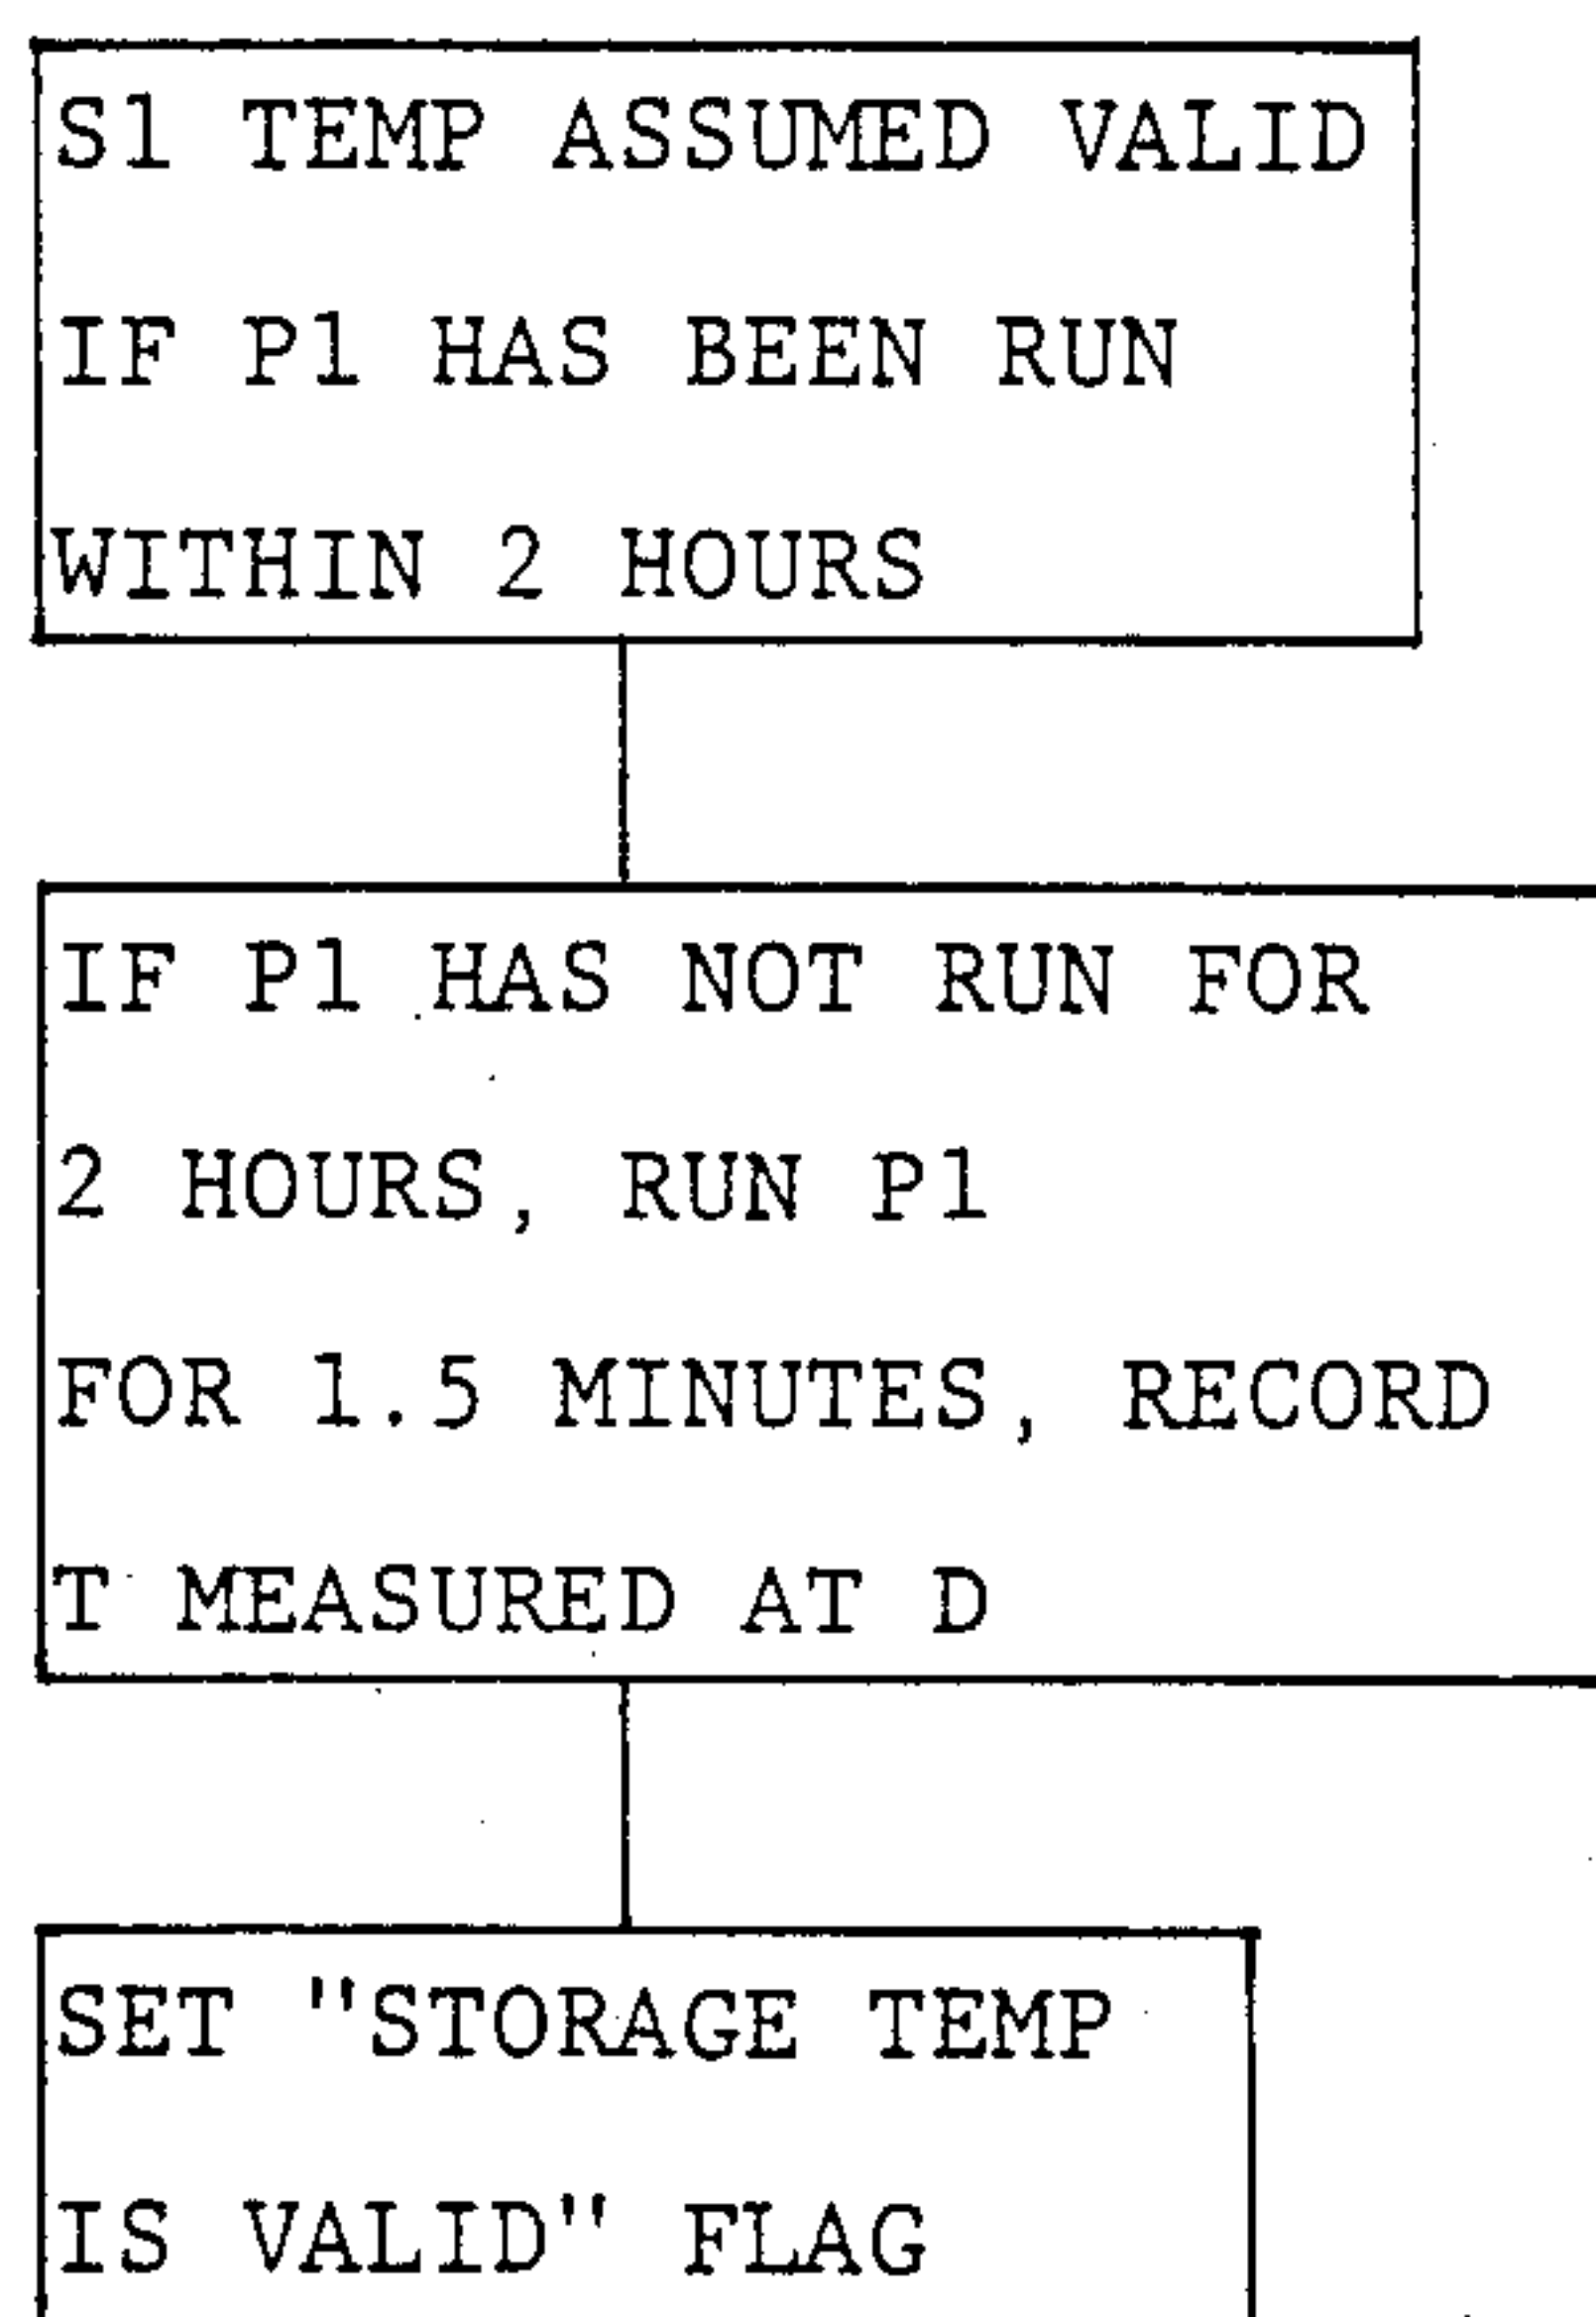 S1 TEMP ASSUMED VALID
IF P1 HAS BEEN RUN
WITHIN 2 HOURS
IF P1 HAS NOT RUN FOR
2 HOURS, RUN P1
FOR 1.5 MINUTES, RECORD
T MEASURED AT D
SET "STORAGE TEMP
IS VALID" FLAG